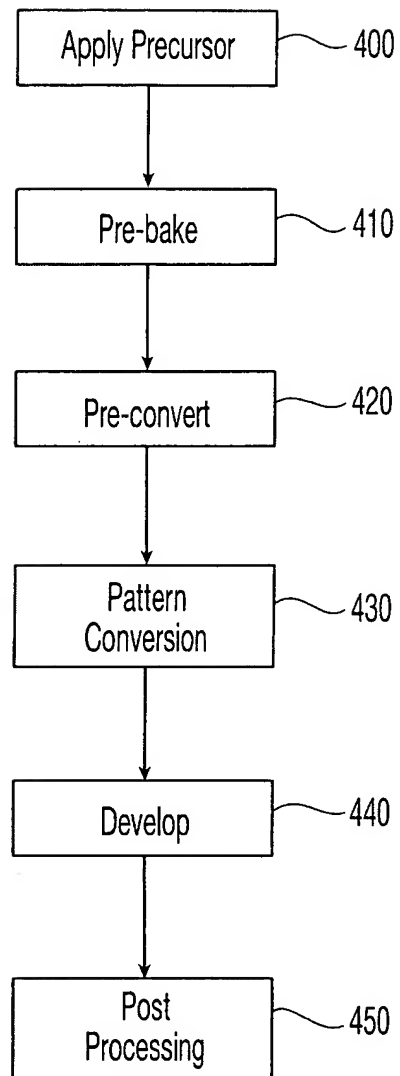 Apply Precursor 400
Pre-bake 410
Pre-convert 420
Pattern
Conversion 430
Develop 440
Post
Processing 450